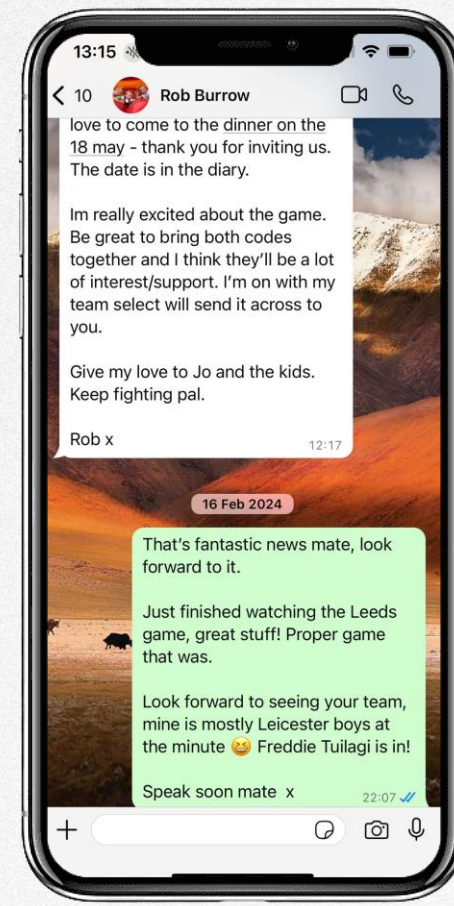 13:15
10 Rob Burrow
love to come to the dinner on the
18 may - thank you for inviting us.
The date is in the diary.
Im really excited about the game.
Be great to bring both codes
together and I think they'll be a lot
of interest/support. I'm on with my
team select will send it across to
you.
Give my love to Jo and the kids.
Keep fighting pal.
Rob x
12:17
16 Feb 2024
That's fantastic news mate, look
forward to it.
Just finished watching the Leeds
game, great stuff! Proper game
that was.
Look forward to seeing your team,
mine is mostly Leicester boys at
the minute 😆 Freddie Tuilagi is in!
Speak soon mate x
22:07